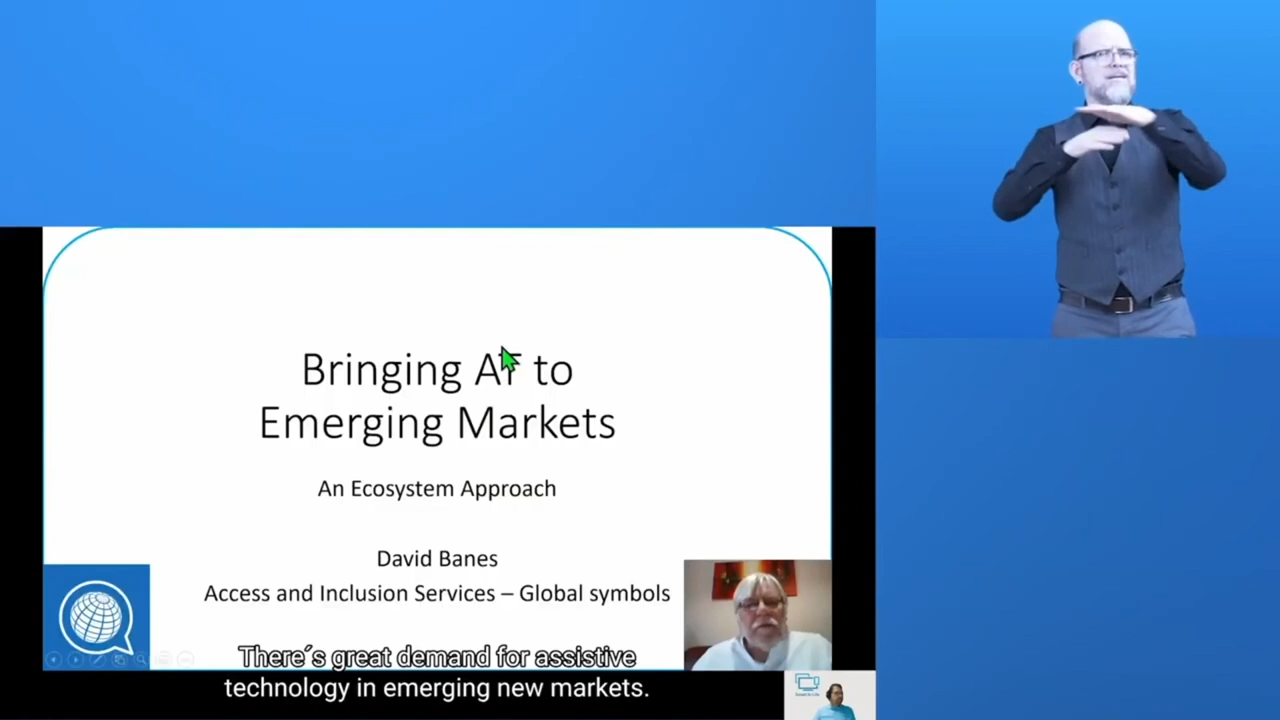 Bringing AT to
Emerging Markets
An Ecosystem Approach
David Banes
Access and Inclusion Services – Global symbols
There´s great demand for assistive
technology in emerging new markets.